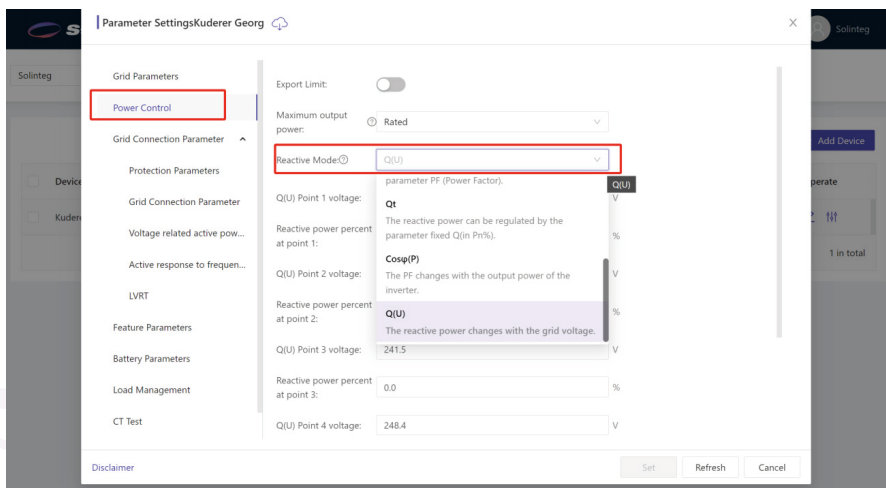 Parameter SettingsKuderer Georg
Solinteg
Solinteg
Grid Parameters
Power Control
Grid Connection Parameter
Protection Parameters
Grid Connection Parameter
Voltage related active pow...
Active response to frequen...
LVRT
Feature Parameters
Battery Parameters
Load Management
CT Test
Export Limit:
Maximum output
power:
Rated
Reactive Mode:
Q(U)
parameter PF (Power Factor).
Q(U)
Qt
The reactive power can be regulated by the
parameter fixed Q(in Pn%).
Cosφ(P)
The PF changes with the output power of the
inverter.
Q(U)
The reactive power changes with the grid voltage.
Q(U) Point 1 voltage:
V
Reactive power percent
at point 1:
%
Q(U) Point 2 voltage:
V
Reactive power percent
at point 2:
%
Q(U) Point 3 voltage:
241.5
V
Reactive power percent
at point 3:
0.0
%
Q(U) Point 4 voltage:
248.4
V
Add Device
Device
perate
Kuder
1 in total
Disclaimer
Set
Refresh
Cancel